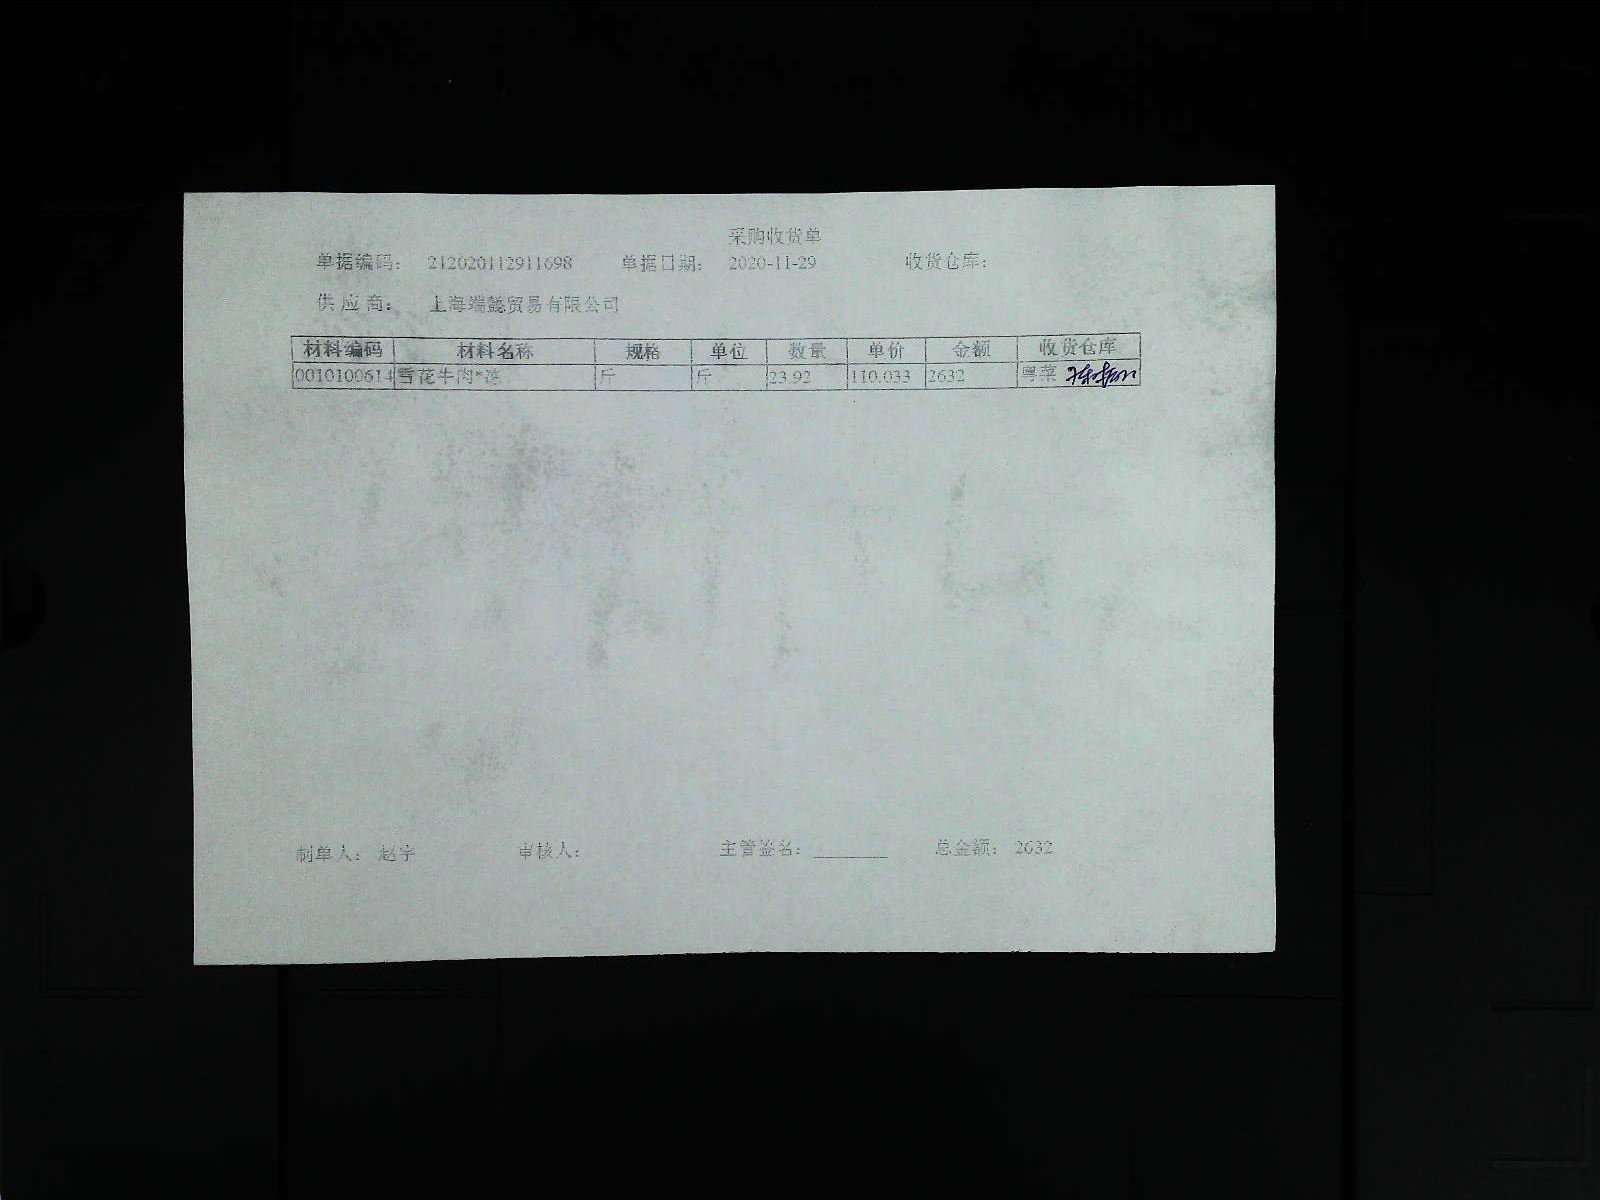 采购收货单
单据编码： 212020112911698 单据日期： 2020-11-29 收货仓库：
供 应 商： 上海端懿贸易有限公司
材料编码 材料名称 规格 单位 数量 单价 金额 收货仓库
0010100614 雪花牛肉*冻 斤 斤 23.92 110.033 2632 粤菜
制单人： 赵宇 审核人： 主管签名：________ 总金额： 2632